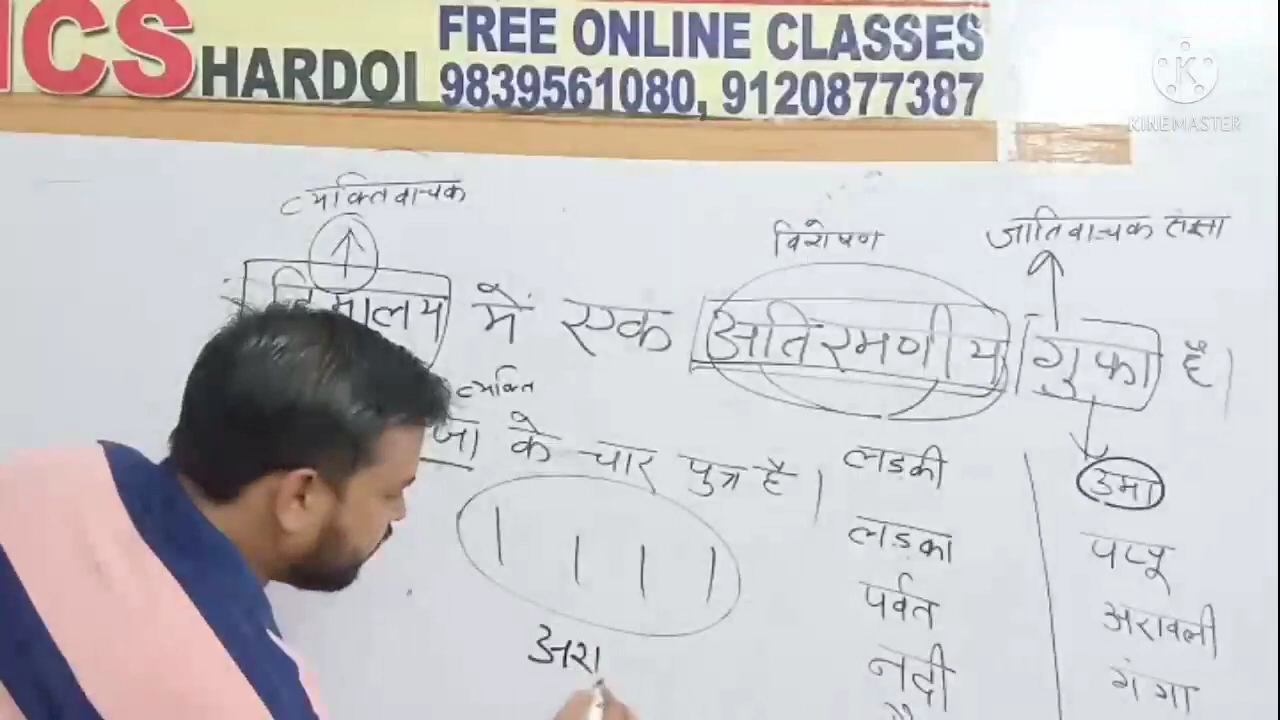 ICS HARDOI FREE ONLINE CLASSES
9839561080, 9120877387
KINEMASTER
व्यक्तिवाचक
विशेषण
जातिवाचक संज्ञा
मालय में एक अतिरमणीय गुफा है।
व्यक्ति
जा के चार पुत्र है।
लड़की उमा
लड़का पप्पू
पर्वत अरावली
नदी गंगा